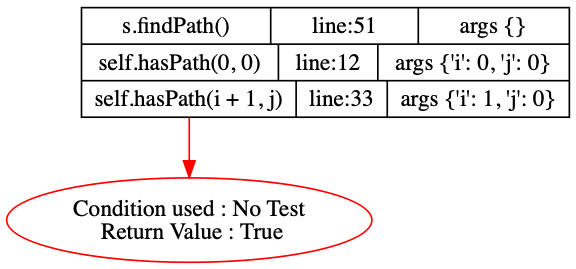 s.findPath() line:51 args {}
self.hasPath(0, 0) line:12 args {'i': 0, 'j': 0}
self.hasPath(i + 1, j) line:33 args {'i': 1, 'j': 0}
Condition used : No Test
Return Value : True